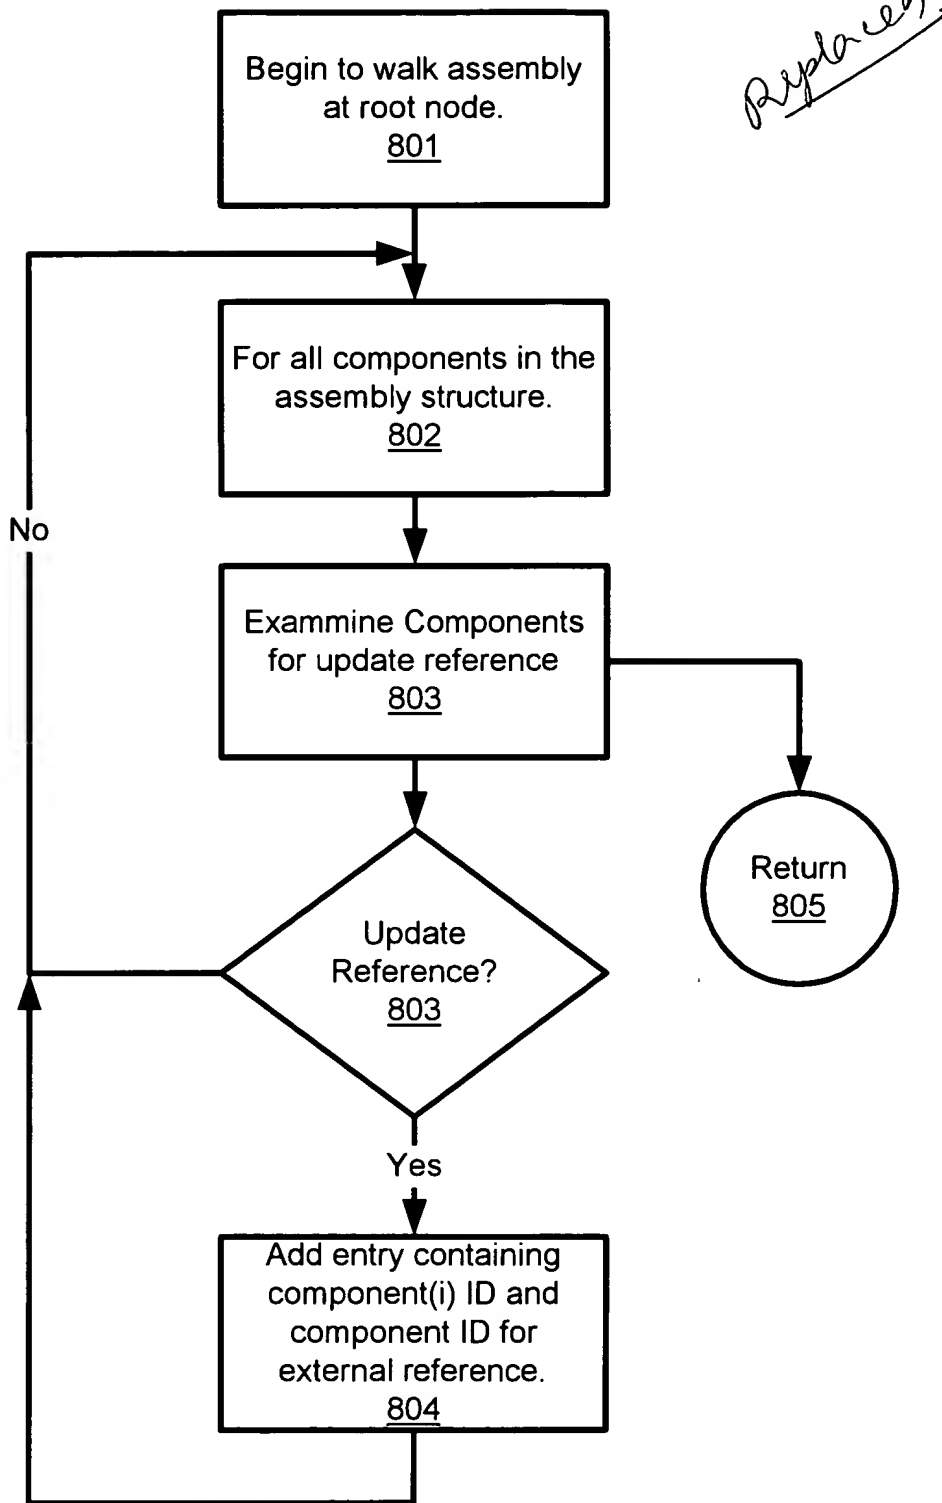 Replaced
Begin to walk assembly
at root node.
801
For all components in the
assembly structure.
802
No
Exammine Components
for update reference
803
Return
805
Update
Reference?
803
Yes
Add entry containing
component(i) ID and
component ID for
external reference.
804